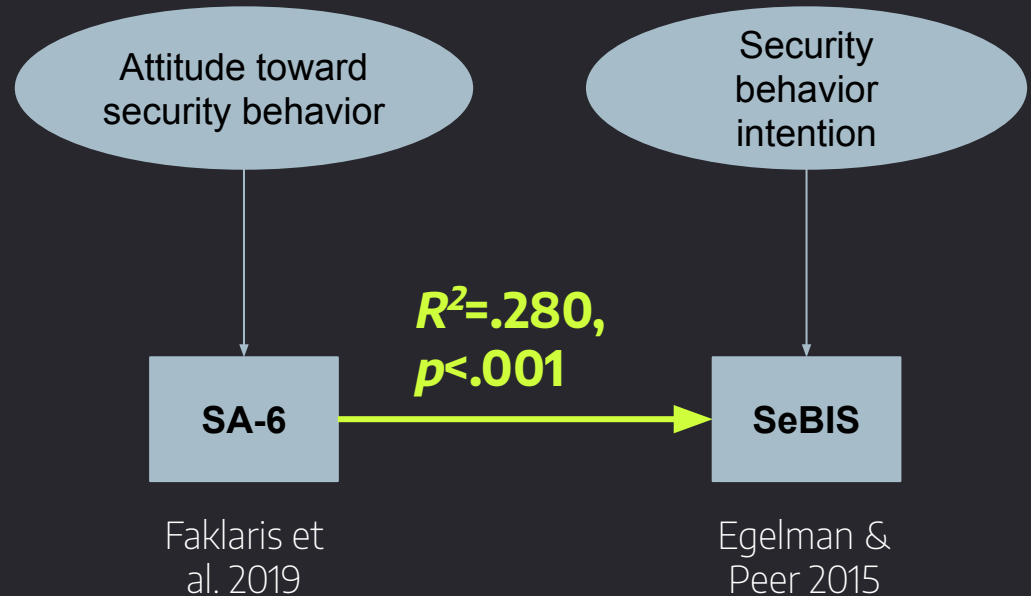 Attitude toward
security behavior
Security
behavior
intention
R²=.280,
p<.001
SA-6
SeBIS
Faklaris et
al. 2019
Egelman &
Peer 2015